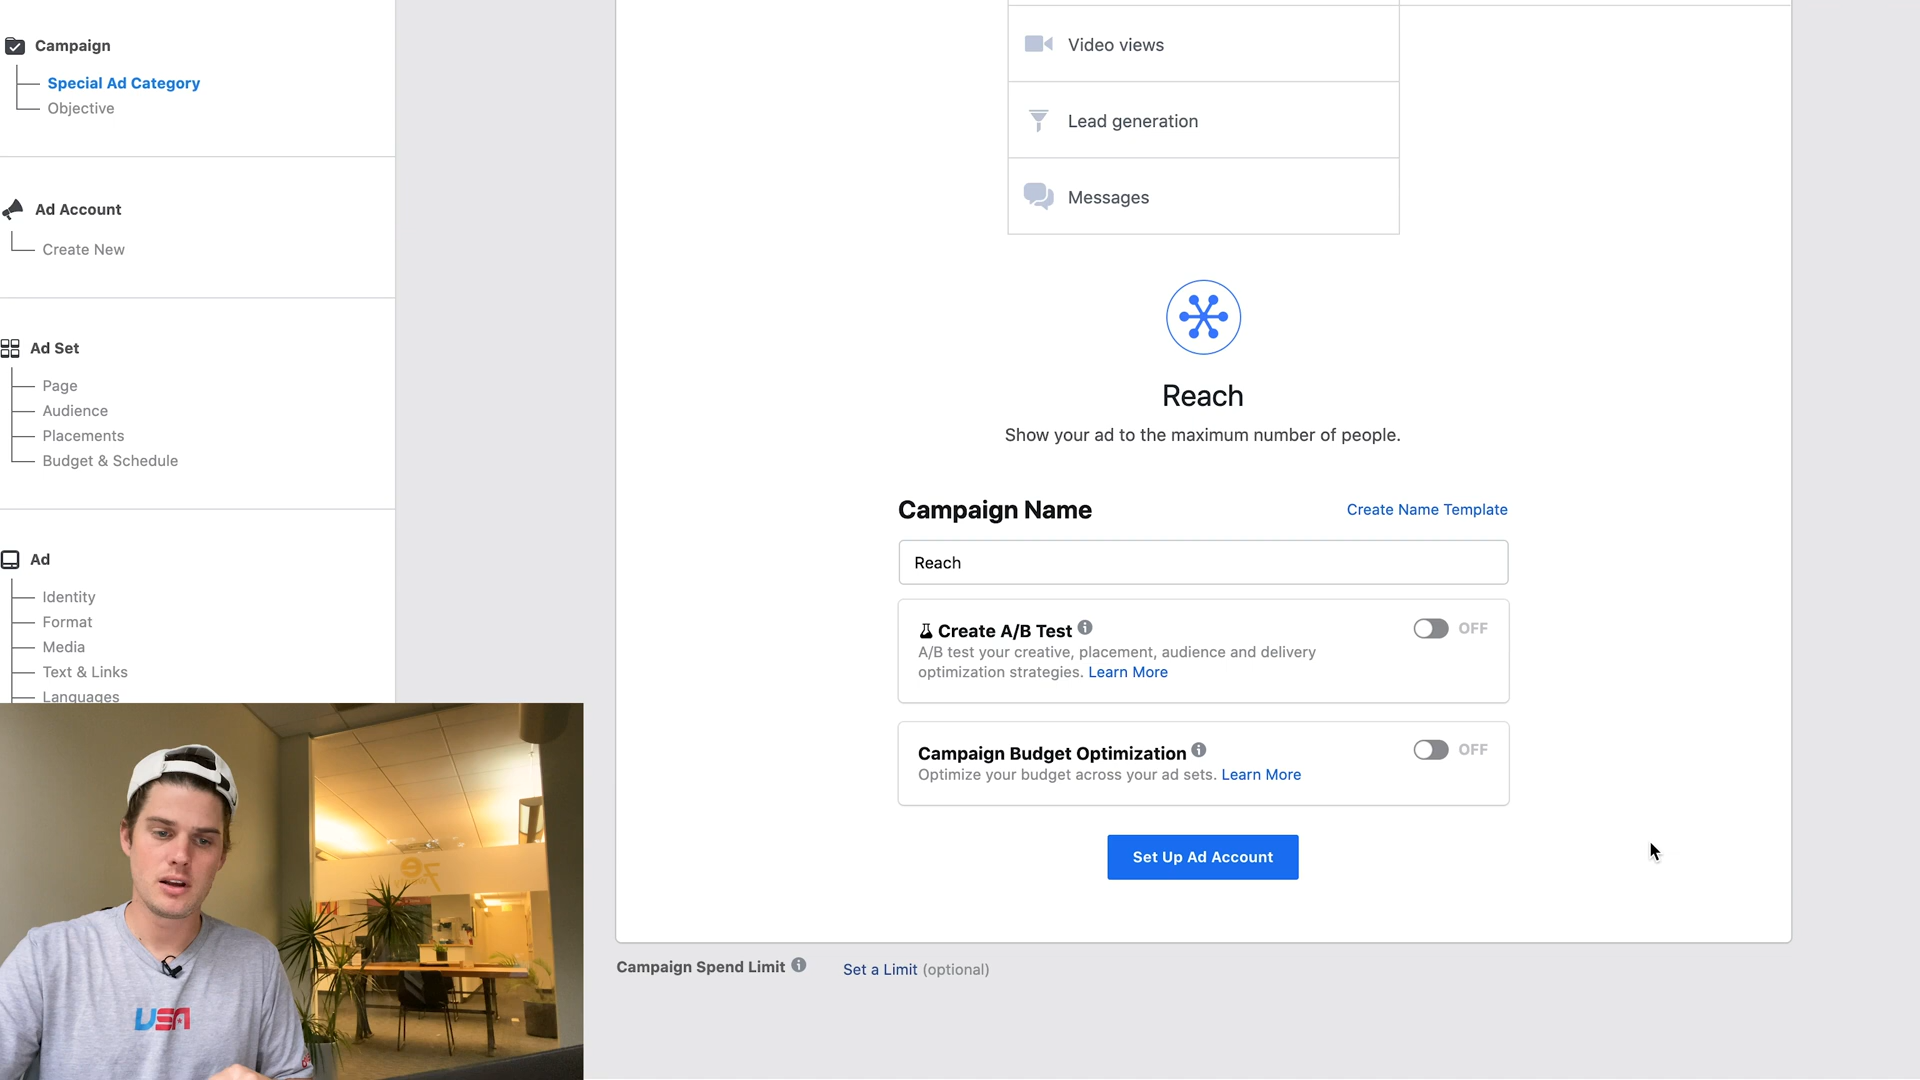 Campaign
Special Ad Category
Objective
Ad Account
Create New
Ad Set
Page
Audience
Placements
Budget & Schedule
Ad
Identity
Format
Media
Text & Links
Languages
Video views
Lead generation
Messages
Reach
Show your ad to the maximum number of people.
Campaign Name
Create Name Template
Reach
Create A/B Test
OFF
A/B test your creative, placement, audience and delivery
optimization strategies. Learn More
Campaign Budget Optimization
OFF
Optimize your budget across your ad sets. Learn More
Set Up Ad Account
Campaign Spend Limit
Set a Limit (optional)
USA